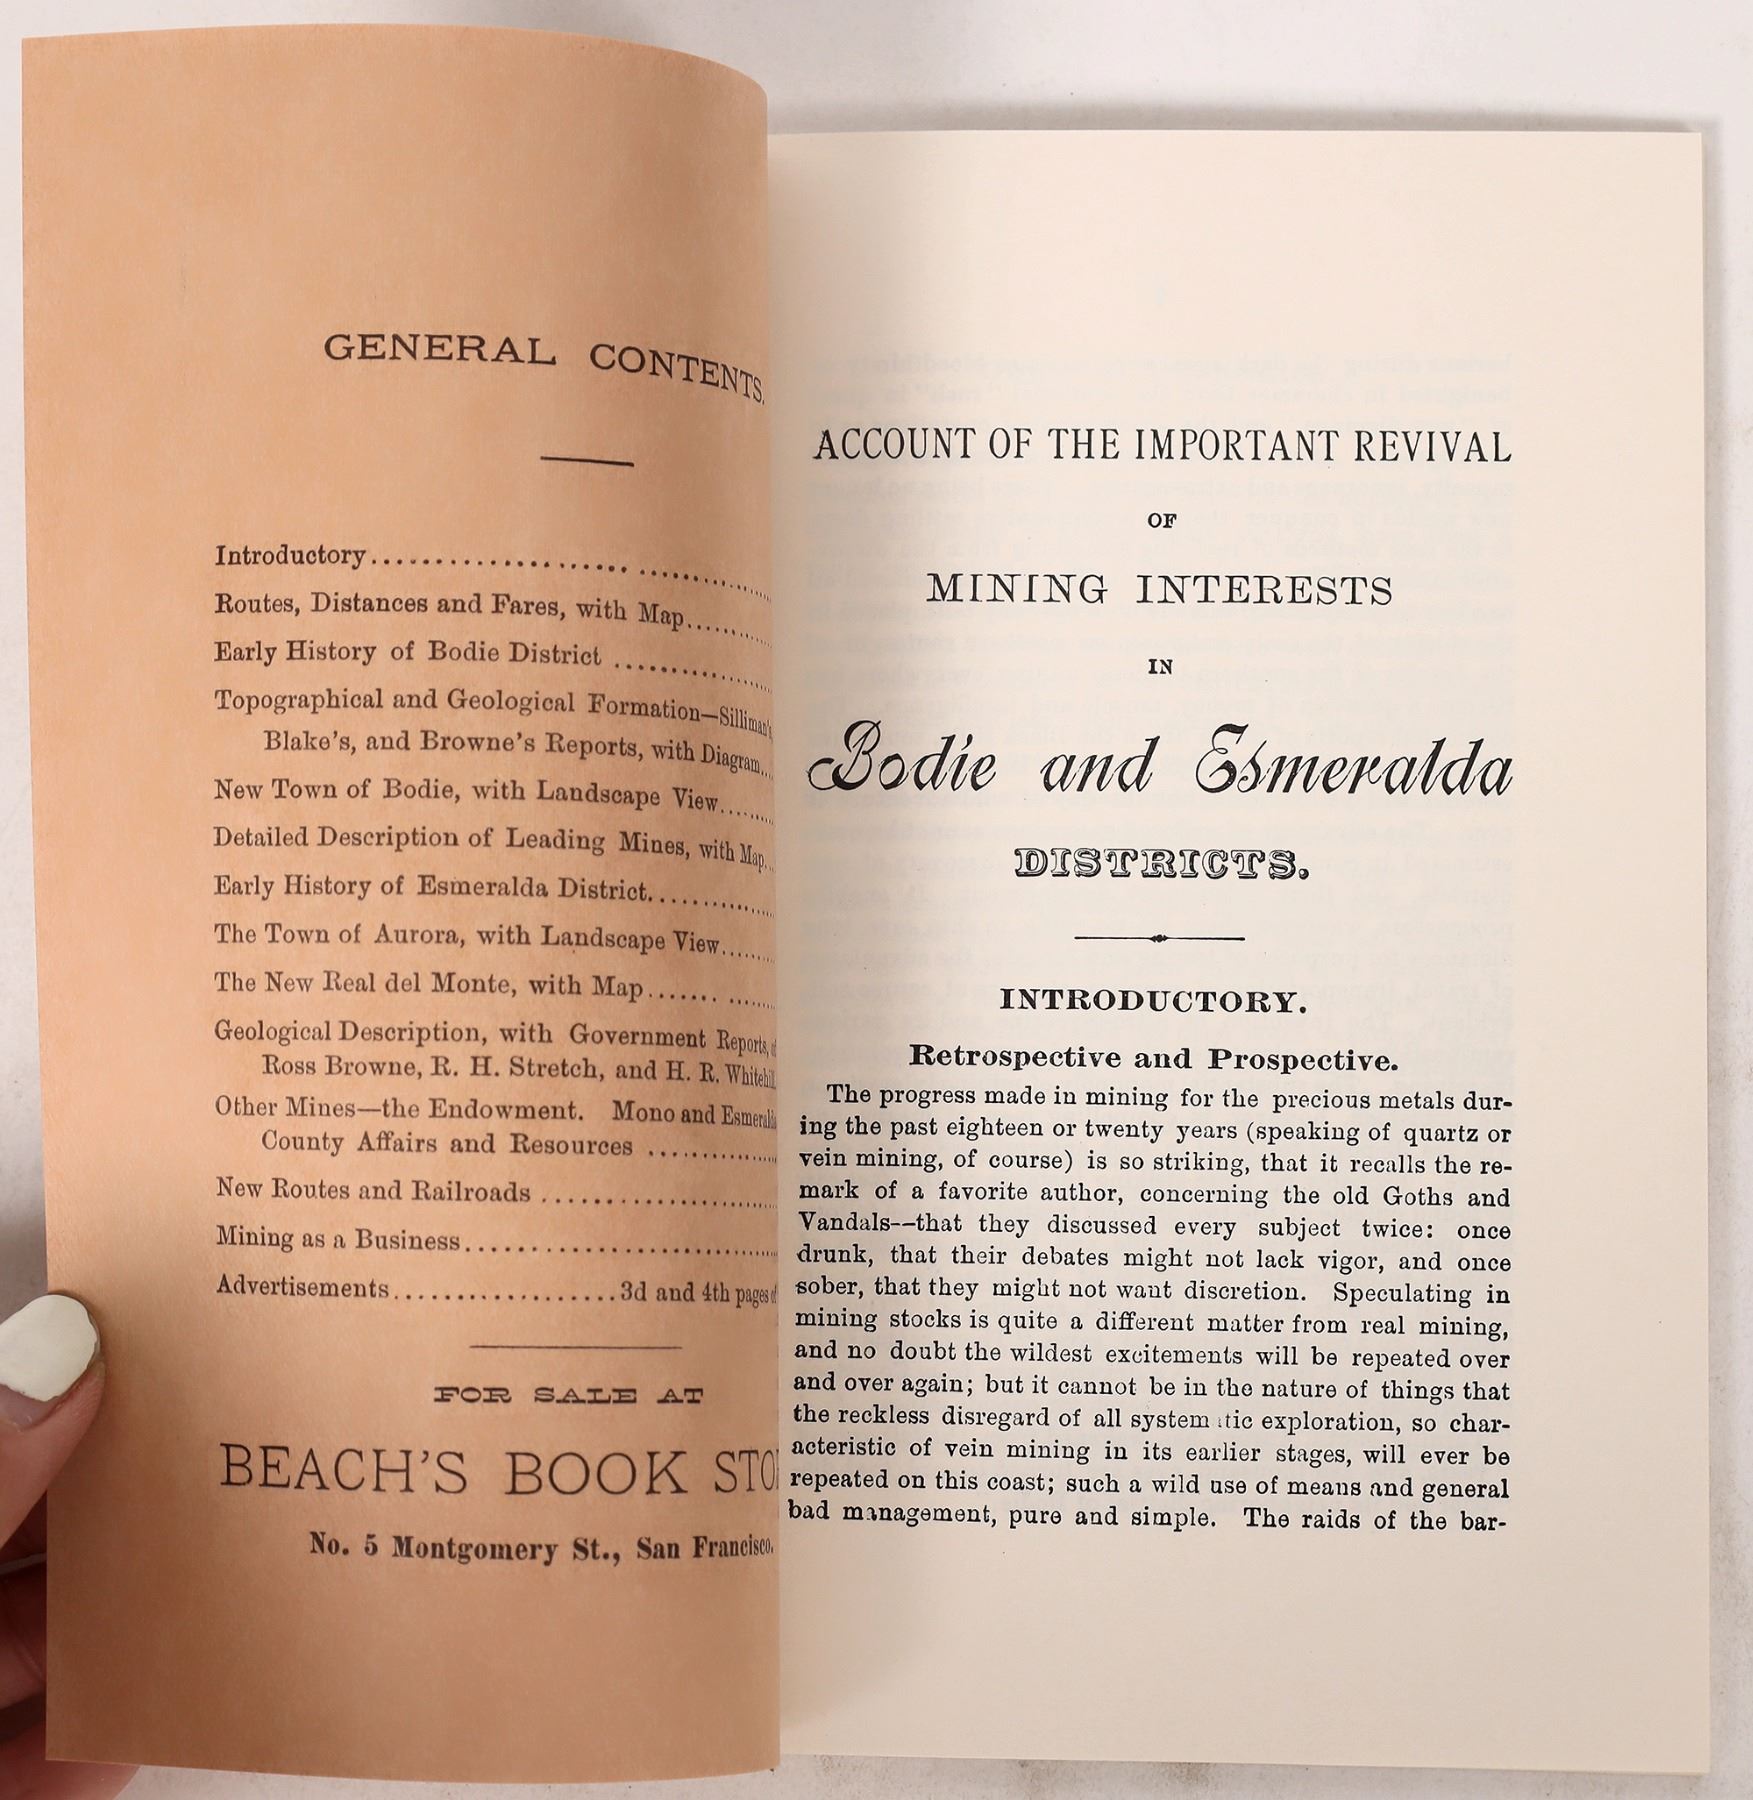 GENERAL CONTENTS.
Introductory.......................................
Routes, Distances and Fares, with Map..............
Early History of Bodie District ...................
Topographical and Geological Formation—Silliman's,
Blake's, and Browne's Reports, with Diagram...
New Town of Bodie, with Landscape View.........
Detailed Description of Leading Mines, with Map...
Early History of Esmeralda District................
The Town of Aurora, with Landscape View.........
The New Real del Monte, with Map....... ........
Geological Description, with Government Reports, of
Ross Browne, R. H. Stretch, and H. R. Whitehill
Other Mines—the Endowment. Mono and Esmeralda
County Affairs and Resources ................
New Routes and Railroads .......................
Mining as a Business.............................
Advertisements..................3d and 4th pages of
FOR SALE AT
BEACH'S BOOK STO
No. 5 Montgomery St., San Francisco.
ACCOUNT OF THE IMPORTANT REVIVAL
OF
MINING INTERESTS
IN
Bodie and Esmeralda
DISTRICTS.
INTRODUCTORY.
Retrospective and Prospective.
The progress made in mining for the precious metals dur-
ing the past eighteen or twenty years (speaking of quartz or
vein mining, of course) is so striking, that it recalls the re-
mark of a favorite author, concerning the old Goths and
Vandals--that they discussed every subject twice: once
drunk, that their debates might not lack vigor, and once
sober, that they might not want discretion. Speculating in
mining stocks is quite a different matter from real mining,
and no doubt the wildest excitements will be repeated over
and over again; but it cannot be in the nature of things that
the reckless disregard of all system tic exploration, so char-
acteristic of vein mining in its earlier stages, will ever be
repeated on this coast; such a wild use of means and general
bad management, pure and simple. The raids of the bar-